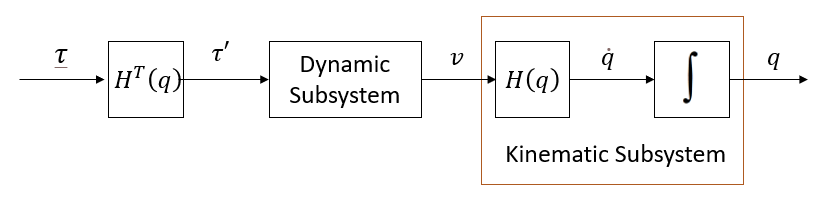 τ
H^T(q)
τ′
Dynamic
Subsystem
v
H(q)
q̇
∫
q
Kinematic Subsystem